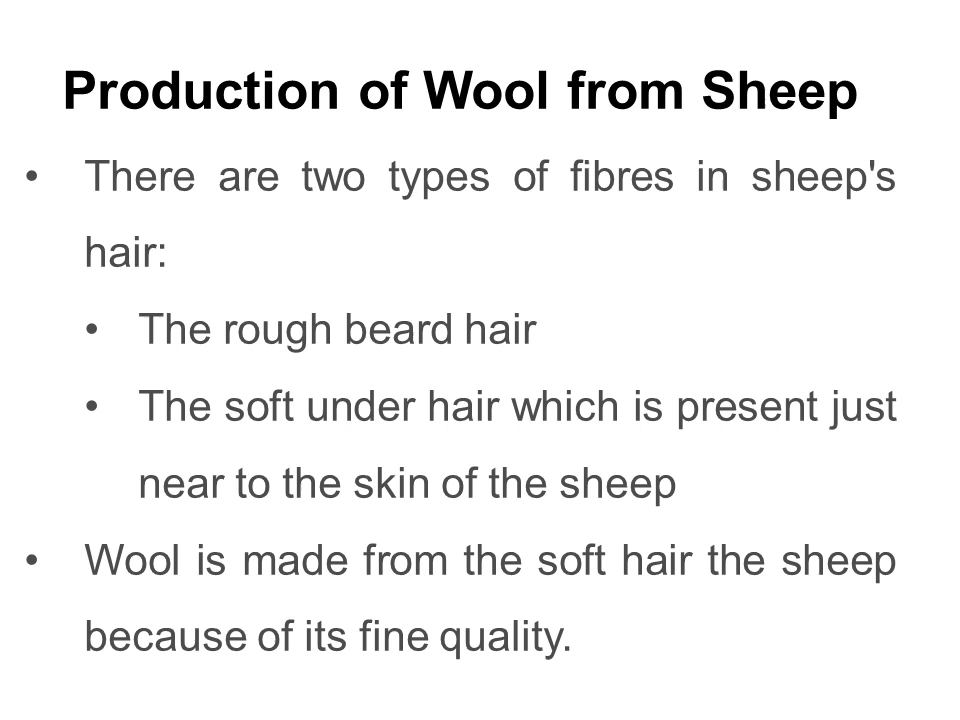 Production of Wool from Sheep
• There are two types of fibres in sheep's
hair:
• The rough beard hair
• The soft under hair which is present just
near to the skin of the sheep
• Wool is made from the soft hair the sheep
because of its fine quality.